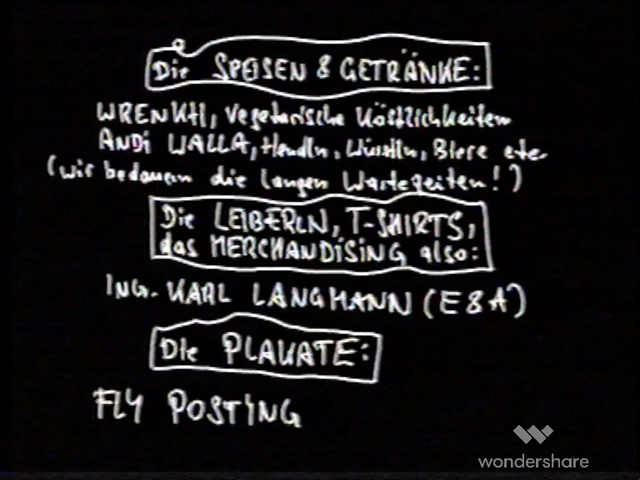 Die SPEISEN & GETRÄNKE:
WRENKH, Vegetarische Köstlichkeiten
ANDi WALLA, Hendln, Würstln, Biere etc.
(wir bedauern die langen Wartezeiten!)
Die LEIBERLN, T-SHIRTS,
das MERCHANDISING also:
ING. KARL LANGMANN (E&A)
Die PLAKATE:
FLY POSTING
wondershare